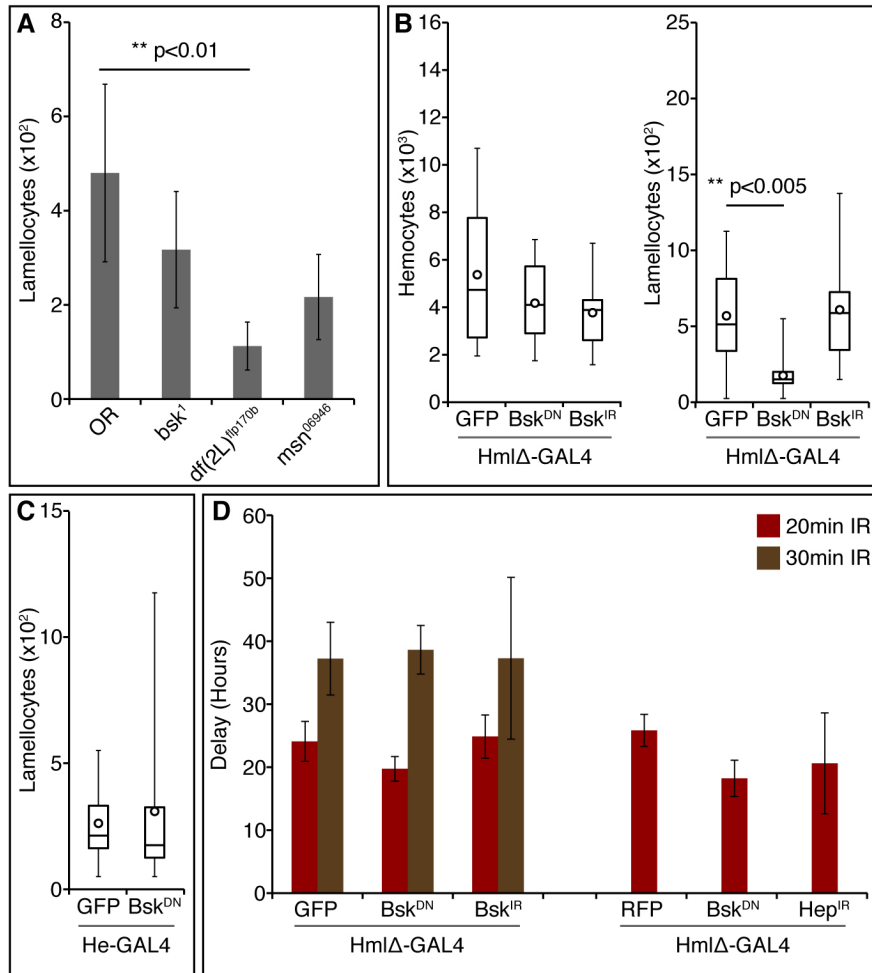 A
Lamellocytes (x10²)
8
6
4
2
0
** p<0.01
OR
bsk¹
df(2L)ᶠˡᵖ¹⁷⁰ᵇ
msn⁰⁶⁹⁴⁶
B
Hemocytes (x10³)
16
14
12
10
8
6
4
2
0
GFP Bskᴰᴺ Bskᴵᴿ
HmlΔ-GAL4
Lamellocytes (x10²)
25
20
15
10
5
0
** p<0.005
GFP Bskᴰᴺ Bskᴵᴿ
HmlΔ-GAL4
C
Lamellocytes (x10²)
15
10
5
0
GFP Bskᴰᴺ
He-GAL4
D
Delay (Hours)
60
50
40
30
20
10
0
20min IR
30min IR
GFP Bskᴰᴺ Bskᴵᴿ
HmlΔ-GAL4
RFP Bskᴰᴺ Hepᴵᴿ
HmlΔ-GAL4